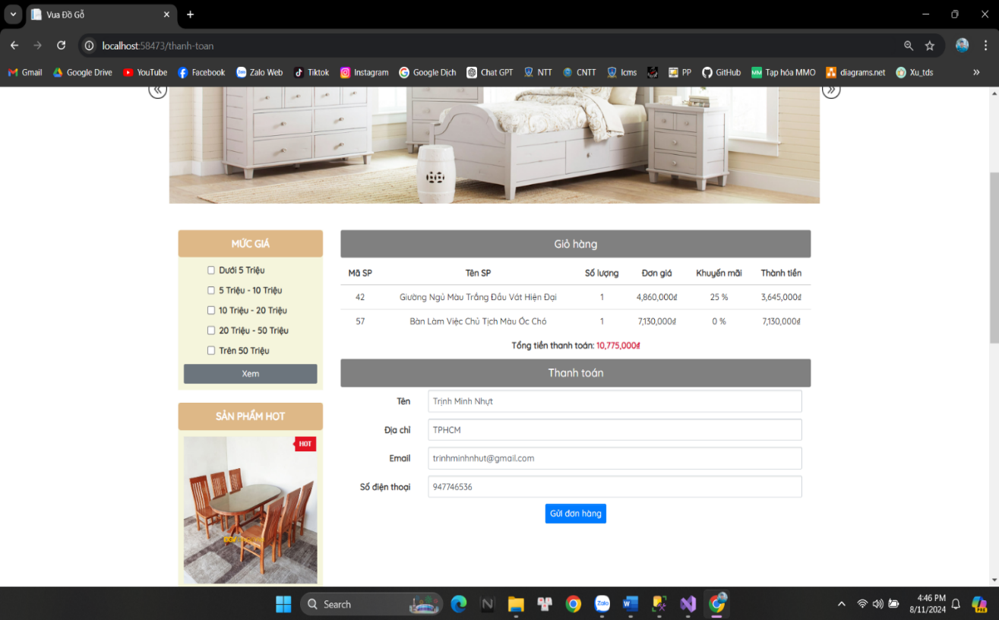 Vua Đồ Gỗ
localhost:58473/thanh-toan
Gmail Google Drive YouTube Facebook Zalo Web Tiktok Instagram Google Dịch Chat GPT NTT CNTT lcms PP GitHub Tạp hóa MMO diagrams.net Xu_tds
MỨC GIÁ
Dưới 5 Triệu
5 Triệu - 10 Triệu
10 Triệu - 20 Triệu
20 Triệu - 50 Triệu
Trên 50 Triệu
Xem
SẢN PHẨM HOT
HOT
Giỏ hàng
Mã SP Tên SP Số lượng Đơn giá Khuyến mãi Thành tiền
42 Giường Ngủ Màu Trắng Đầu Vát Hiện Đại 1 4,860,000₫ 25 % 3,645,000₫
57 Bàn Làm Việc Chủ Tịch Màu Óc Chó 1 7,130,000₫ 0 % 7,130,000₫
Tổng tiền thanh toán: 10,775,000₫
Thanh toán
Tên Trịnh Minh Nhựt
Địa chỉ TPHCM
Email trinhminhnhut@gmail.com
Số điện thoại 947746536
Gửi đơn hàng
Search
4:46 PM
8/11/2024